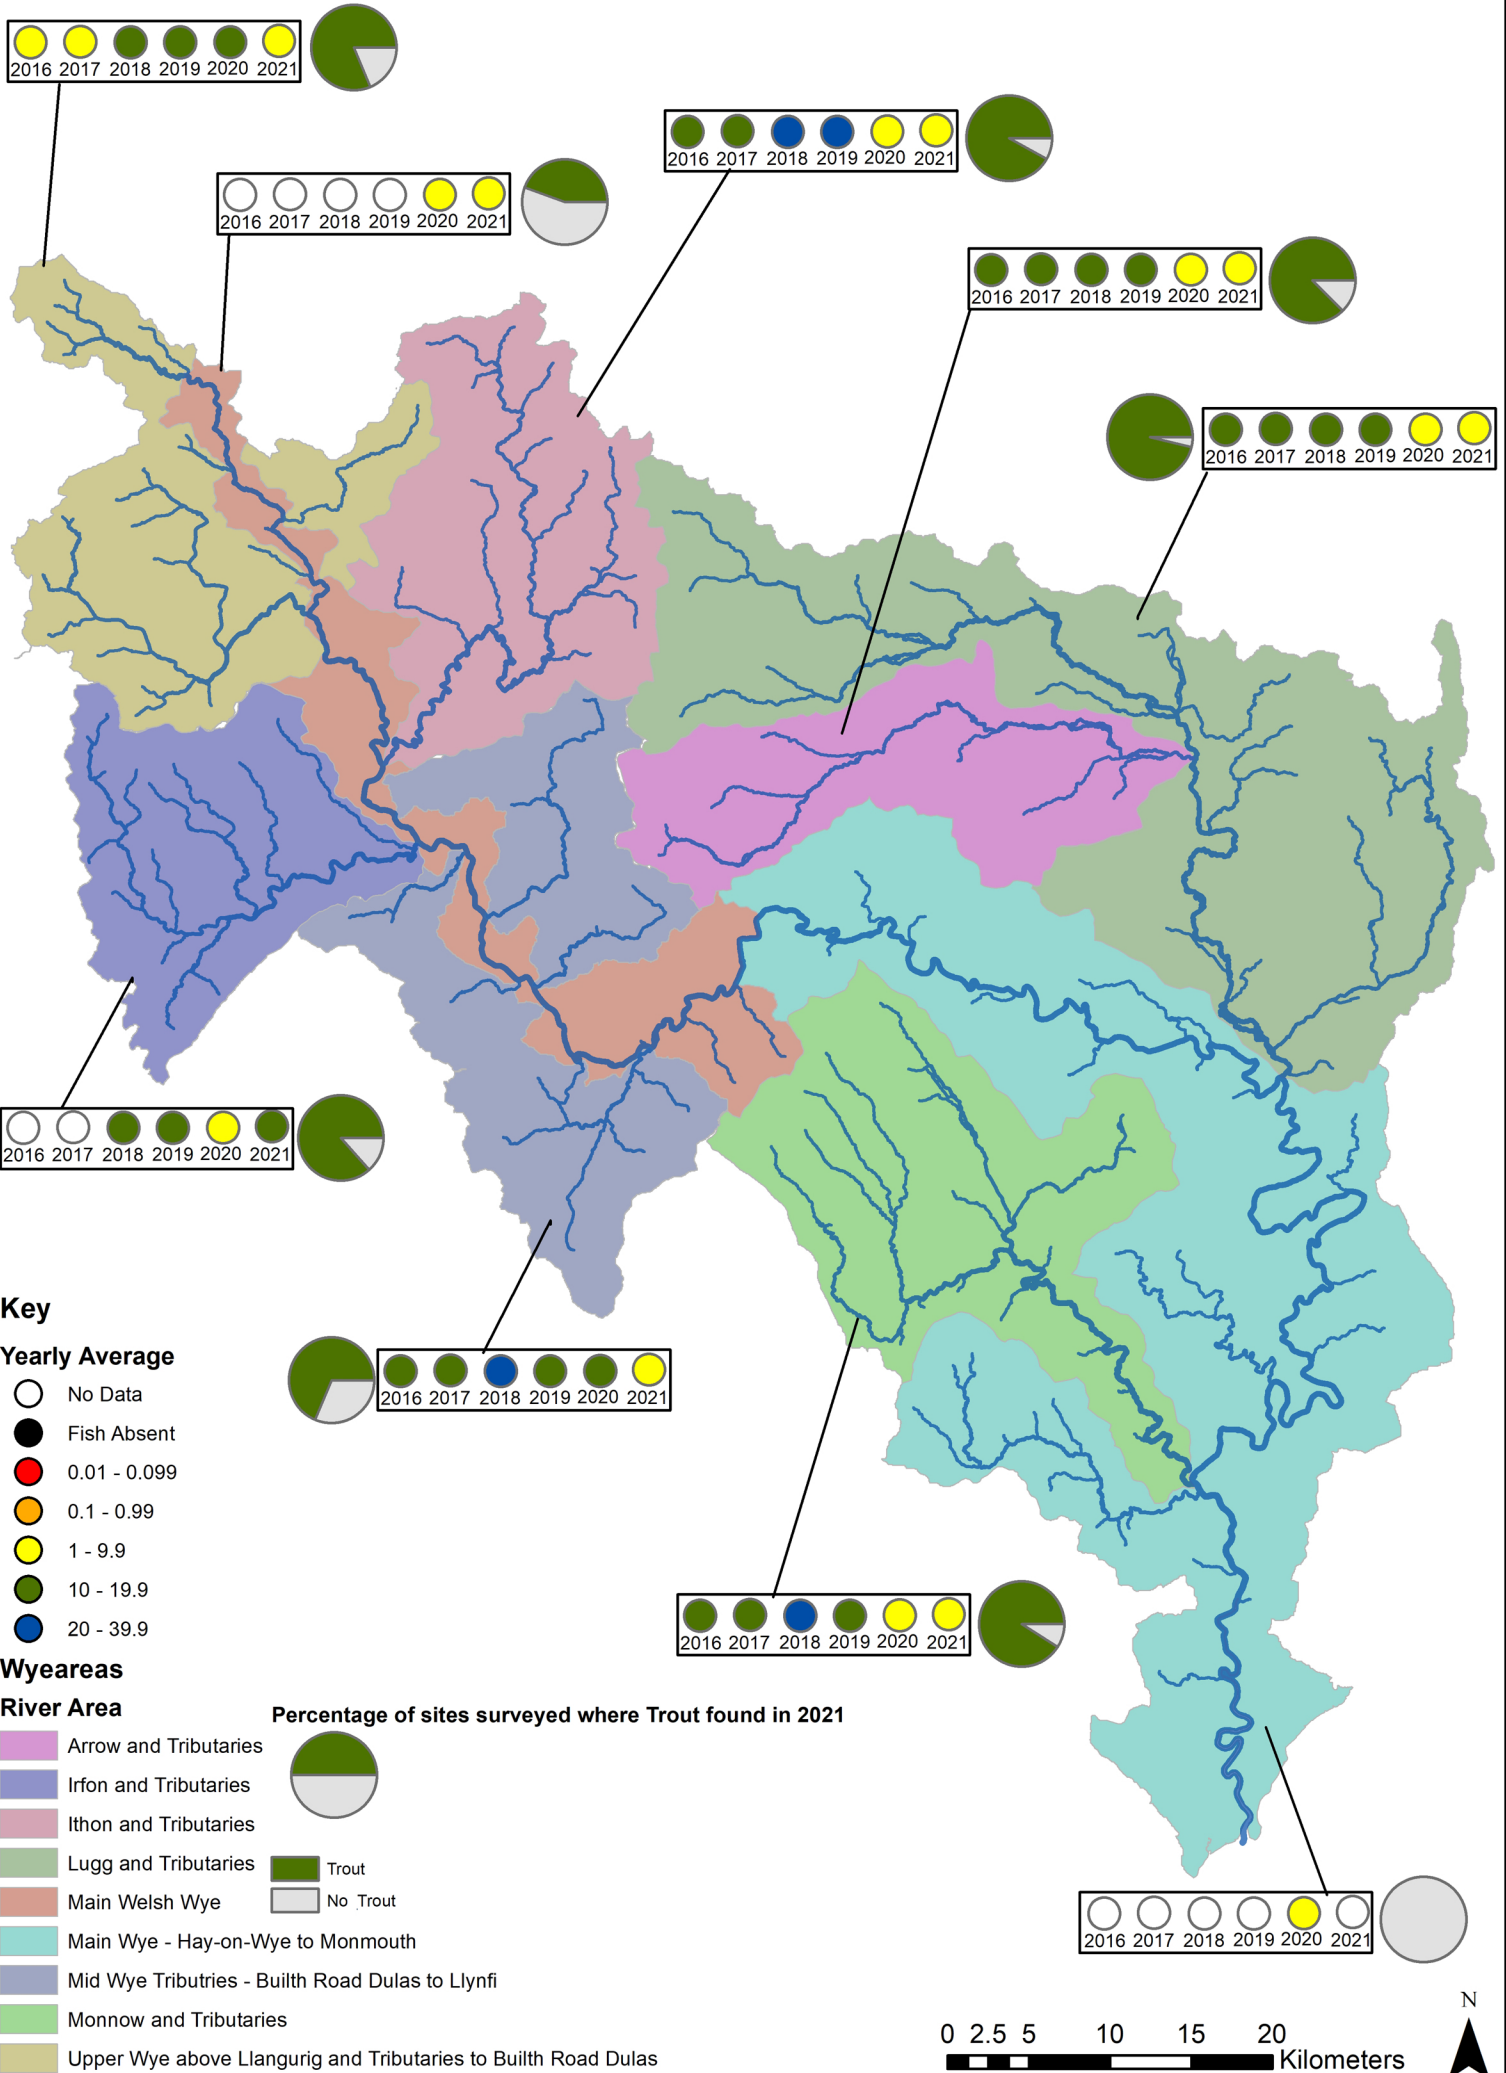 2016 2017 2018 2019 2020 2021
2016 2017 2018 2019 2020 2021
2016 2017 2018 2019 2020 2021
2016 2017 2018 2019 2020 2021
2016 2017 2018 2019 2020 2021
2016 2017 2018 2019 2020 2021
2016 2017 2018 2019 2020 2021
2016 2017 2018 2019 2020 2021
2016 2017 2018 2019 2020 2021
Key
Yearly Average
No Data
Fish Absent
0.01 - 0.099
0.1 - 0.99
1 - 9.9
10 - 19.9
20 - 39.9
Wyeareas
River Area
Arrow and Tributaries
Irfon and Tributaries
Ithon and Tributaries
Lugg and Tributaries
Main Welsh Wye
Main Wye - Hay-on-Wye to Monmouth
Mid Wye Tributries - Builth Road Dulas to Llynfi
Monnow and Tributaries
Upper Wye above Llangurig and Tributaries to Builth Road Dulas
Percentage of sites surveyed where Trout found in 2021
Trout
No Trout
0 2.5 5 10 15 20
Kilometers
N